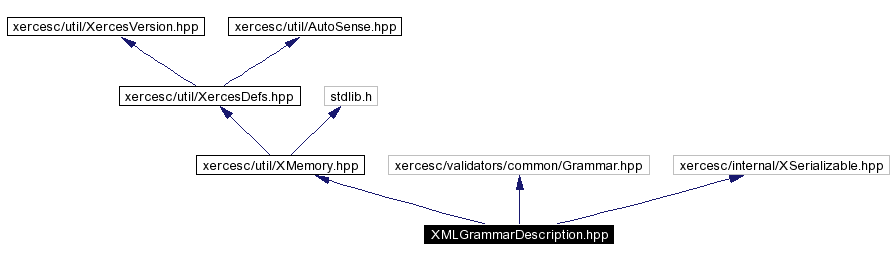 xercesc/util/XercesVersion.hpp
xercesc/util/AutoSense.hpp
xercesc/util/XercesDefs.hpp
stdlib.h
xercesc/util/XMemory.hpp
xercesc/validators/common/Grammar.hpp
xercesc/internal/XSerializable.hpp
XMLGrammarDescription.hpp